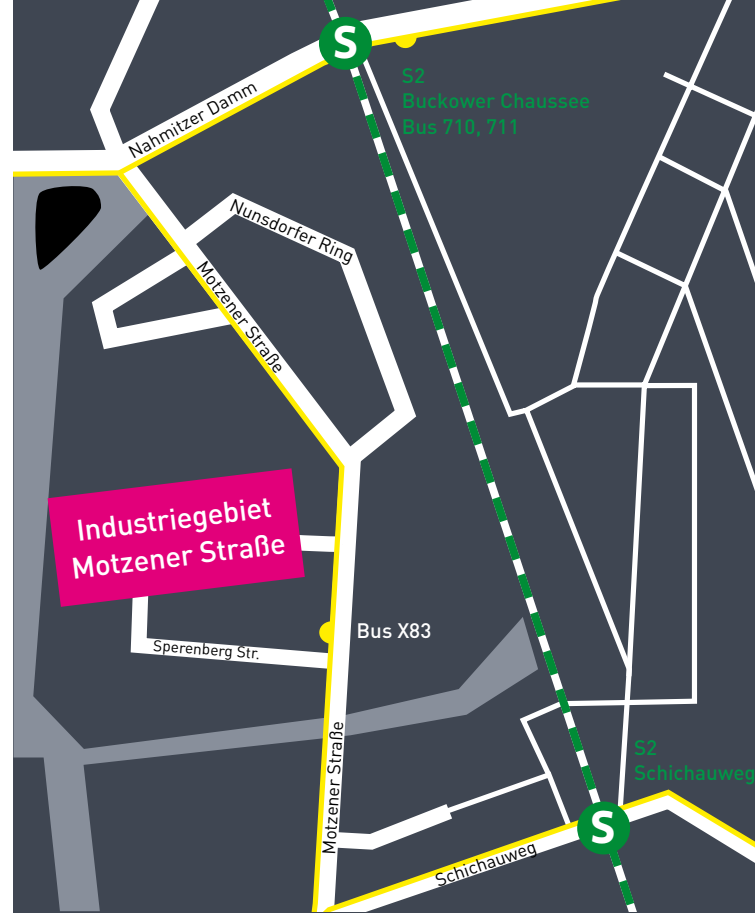 S
S2
Buckower Chaussee
Bus 710, 711
Nahmitzer Damm
Nunsdorfer Ring
Motzener Straße
Industriegebiet
Motzener Straße
Bus X83
Sperenberg Str.
Motzener Straße
S2
Schichauweg
S
Schichauweg